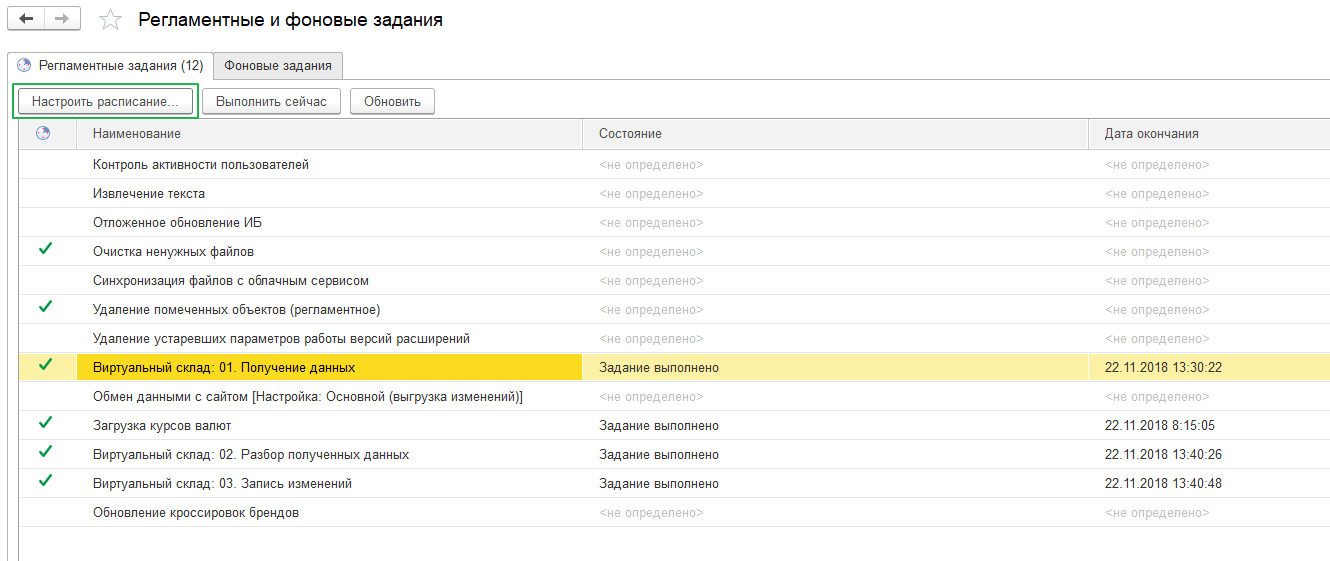 Регламентные и фоновые задания
Регламентные задания (12) Фоновые задания
Настроить расписание... Выполнить сейчас Обновить
Наименование Состояние Дата окончания
Контроль активности пользователей <не определено> <не определено>
Извлечение текста <не определено> <не определено>
Отложенное обновление ИБ <не определено> <не определено>
Очистка ненужных файлов <не определено> <не определено>
Синхронизация файлов с облачным сервисом <не определено> <не определено>
Удаление помеченных объектов (регламентное) <не определено> <не определено>
Удаление устаревших параметров работы версий расширений <не определено> <не определено>
Виртуальный склад: 01. Получение данных Задание выполнено 22.11.2018 13:30:22
Обмен данными с сайтом [Настройка: Основной (выгрузка изменений)] <не определено> <не определено>
Загрузка курсов валют Задание выполнено 22.11.2018 8:15:05
Виртуальный склад: 02. Разбор полученных данных Задание выполнено 22.11.2018 13:40:26
Виртуальный склад: 03. Запись изменений Задание выполнено 22.11.2018 13:40:48
Обновление кроссировок брендов <не определено> <не определено>